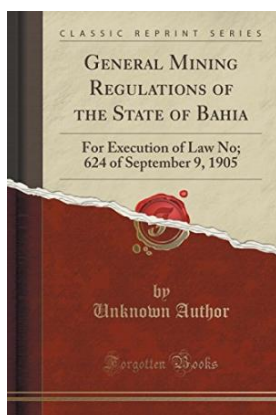 CLASSIC REPRINT SERIES
GENERAL MINING
REGULATIONS OF
THE STATE OF BAHIA
For Execution of Law No;
624 of September 9, 1905
by
Unknown Author
Forgotten Books